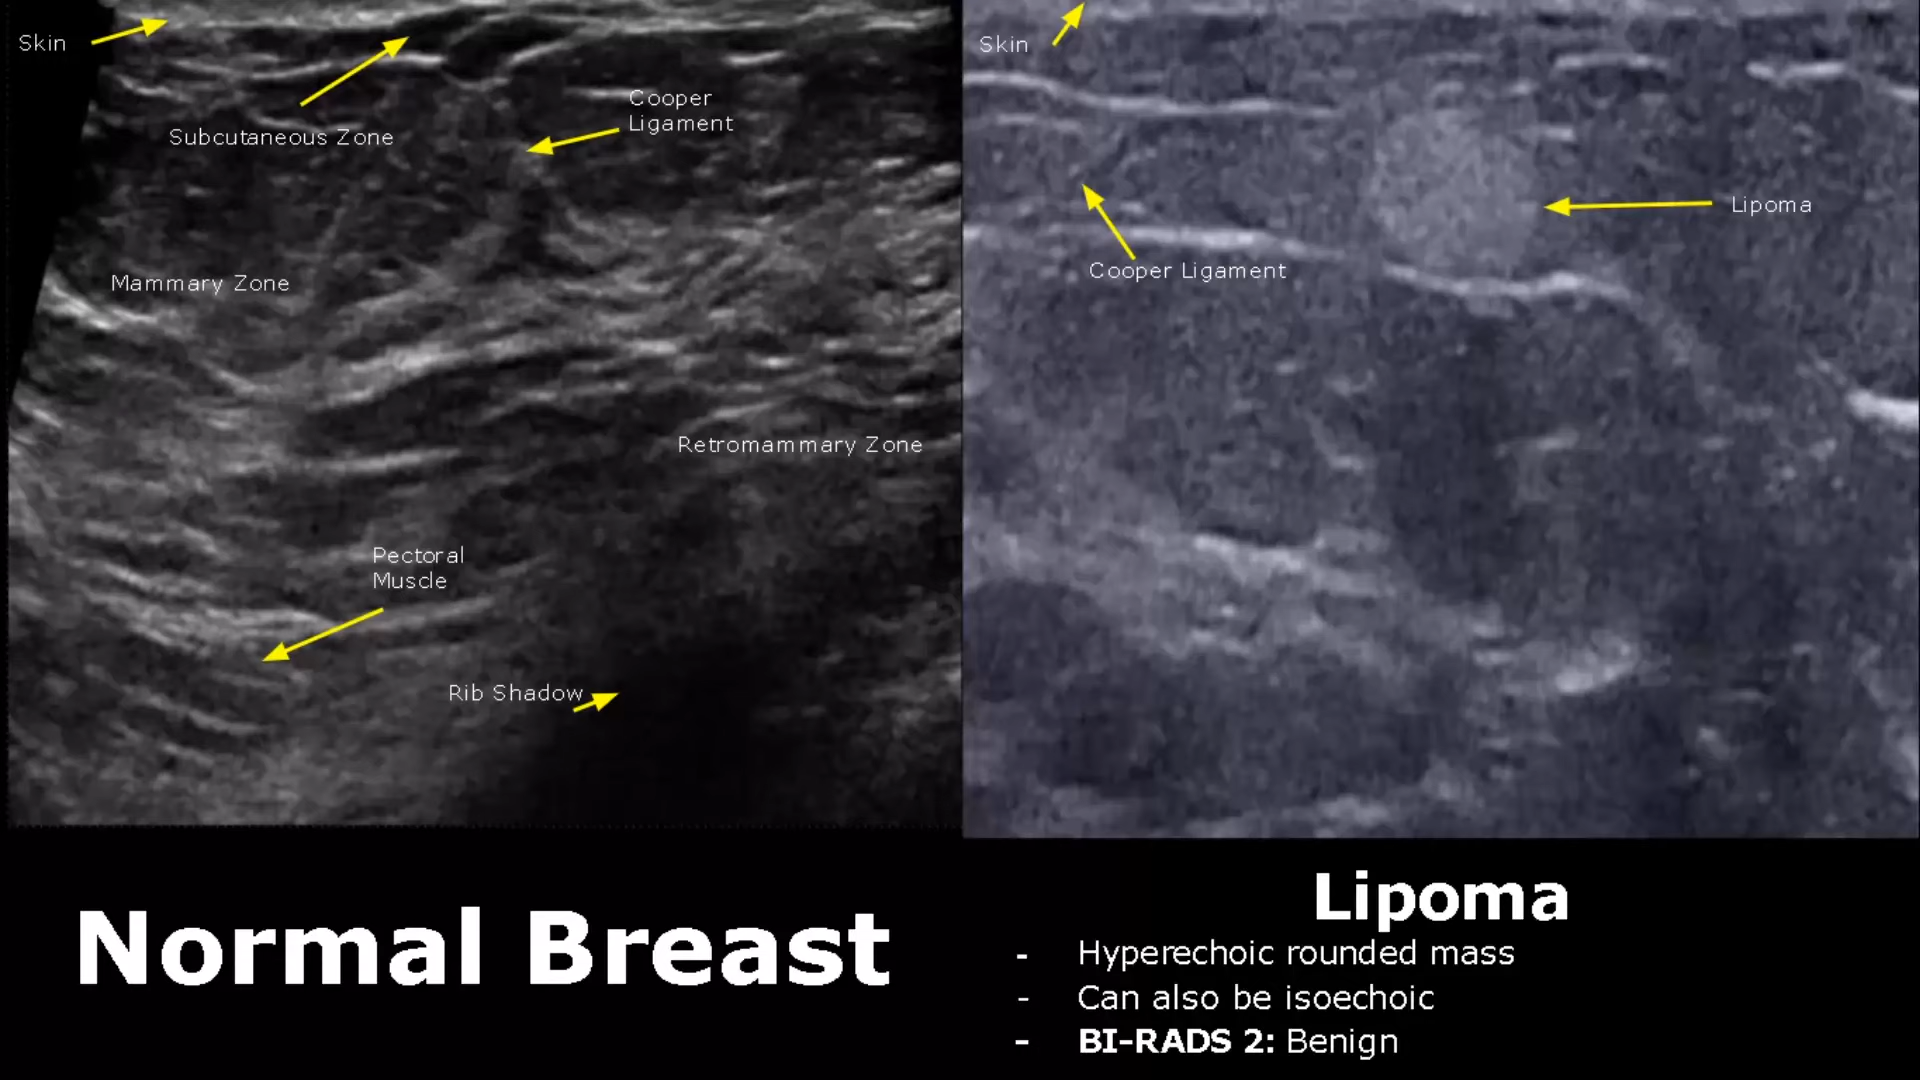 Skin
Subcutaneous Zone
Cooper
Ligament
Mammary Zone
Retromammary Zone
Pectoral
Muscle
Rib Shadow
Normal Breast
Skin
Lipoma
Cooper Ligament
Lipoma
- Hyperechoic rounded mass
- Can also be isoechoic
- BI-RADS 2: Benign